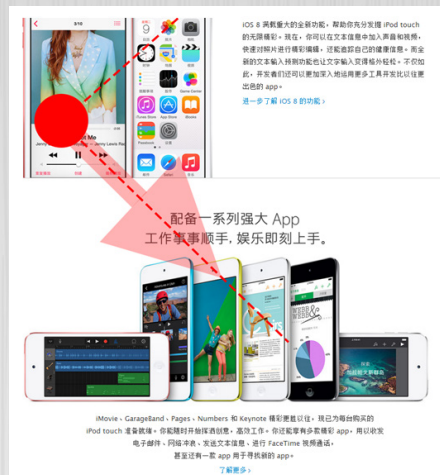 iOS 8 满载重大的全新功能，帮助你充分发挥 iPod touch
的无限精彩。现在，你可以在文本信息中加入声音和视频，
快速对照片进行精彩编辑，还能追踪自己的健康信息。而全
新的文本输入预测功能也让文字输入变得格外轻松。不仅如
此，开发者们还可以更加深入地运用更多工具开发比以往更
出色的 app。
进一步了解 iOS 8 的功能 ›
配备一系列强大 App
工作事事顺手，娱乐即刻上手。
WEBS&
iMovie、GarageBand、Pages、Numbers 和 Keynote 精彩更胜以往，现已为每台购买的
iPod touch 准备就绪。你能随时开始探洒创意，高效工作。你还能享有多款精彩 app，用以收发
电子邮件、网络冲浪、发送文本信息、进行 FaceTime 视频通话，
甚至还有一款 app 用于寻找新的 app。
了解更多 ›